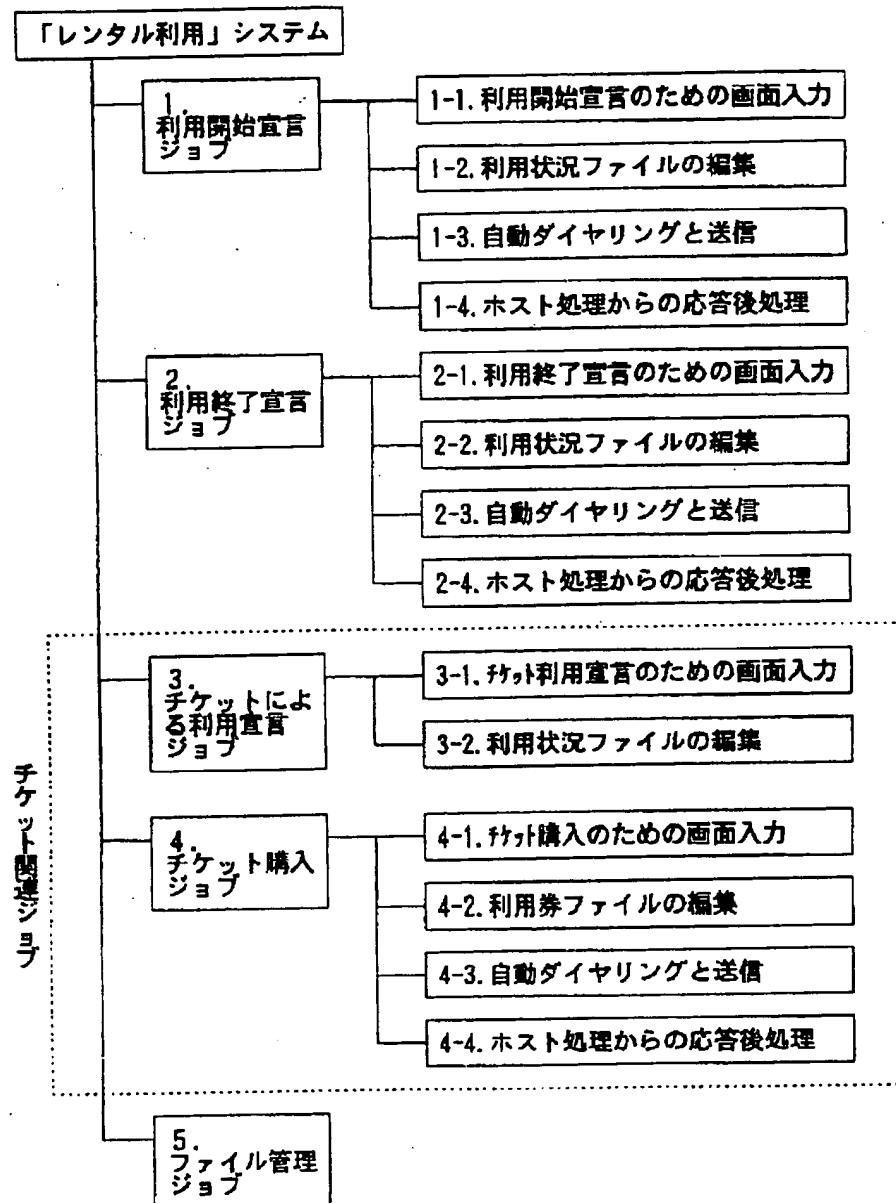 「レンタル利用」システム
1.
利用開始宣言
ジョブ
1-1.利用開始宣言のための画面入力
1-2.利用状況ファイルの編集
1-3.自動ダイヤリングと送信
1-4.ホスト処理からの応答後処理
2.
利用終了宣言
ジョブ
2-1.利用終了宣言のための画面入力
2-2.利用状況ファイルの編集
2-3.自動ダイヤリングと送信
2-4.ホスト処理からの応答後処理
チケット関連ジョブ
3.
チケットによ
る利用宣言
ジョブ
3-1.ﾁｹｯﾄ利用宣言のための画面入力
3-2.利用状況ファイルの編集
4.
チケット購入
ジョブ
4-1.ﾁｹｯﾄ購入のための画面入力
4-2.利用券ファイルの編集
4-3.自動ダイヤリングと送信
4-4.ホスト処理からの応答後処理
5.
ファイル管理
ジョブ